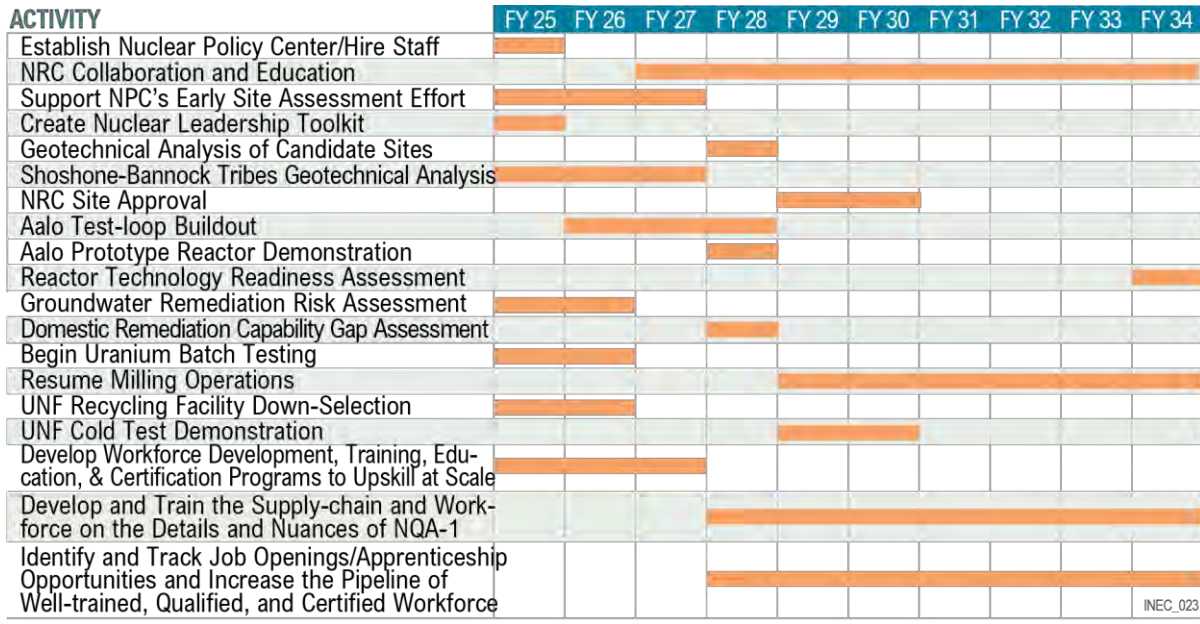 ACTIVITY FY 25 FY 26 FY 27 FY 28 FY 29 FY 30 FY 31 FY 32 FY 33 FY 34
Establish Nuclear Policy Center/Hire Staff
NRC Collaboration and Education
Support NPC's Early Site Assessment Effort
Create Nuclear Leadership Toolkit
Geotechnical Analysis of Candidate Sites
Shoshone-Bannock Tribes Geotechnical Analysis
NRC Site Approval
Aalo Test-loop Buildout
Aalo Prototype Reactor Demonstration
Reactor Technology Readiness Assessment
Groundwater Remediation Risk Assessment
Domestic Remediation Capability Gap Assessment
Begin Uranium Batch Testing
Resume Milling Operations
UNF Recycling Facility Down-Selection
UNF Cold Test Demonstration
Develop Workforce Development, Training, Edu-
cation, & Certification Programs to Upskill at Scale
Develop and Train the Supply-chain and Work-
force on the Details and Nuances of NQA-1
Identify and Track Job Openings/Apprenticeship
Opportunities and Increase the Pipeline of
Well-trained, Qualified, and Certified Workforce
INEC_023